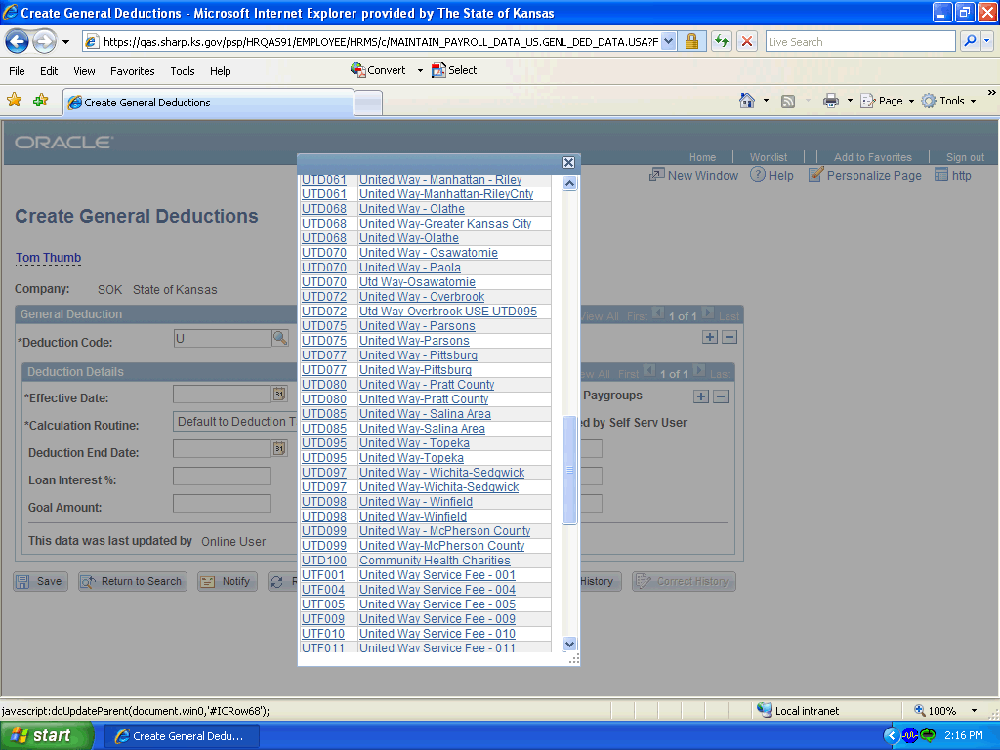 Create General Deductions - Microsoft Internet Explorer provided by The State of Kansas
https://qas.sharp.ks.gov/psp/HRQAS91/EMPLOYEE/HRMS/c/MAINTAIN_PAYROLL_DATA_US.GENL_DED_DATA.USA?F
Live Search
File Edit View Favorites Tools Help
Convert Select
Create General Deductions
Page Tools »
ORACLE
Home Worklist Add to Favorites Sign out
New Window Help Personalize Page http
Create General Deductions
Tom Thumb
Company: SOK State of Kansas
General Deduction
View All First 1 of 1 Last
*Deduction Code: U
Deduction Details
ew All First 1 of 1 Last
*Effective Date:
Paygroups
*Calculation Routine: Default to Deduction T
ed by Self Serv User
Deduction End Date:
Loan Interest %:
Goal Amount:
This data was last updated by Online User
Save Return to Search Notify R
History Correct History
UTD061 United Way - Manhattan - Riley
UTD061 United Way-Manhattan-RileyCnty
UTD068 United Way - Olathe
UTD068 United Way-Greater Kansas City
UTD068 United Way-Olathe
UTD070 United Way - Osawatomie
UTD070 United Way - Paola
UTD070 Utd Way-Osawatomie
UTD072 United Way - Overbrook
UTD072 Utd Way-Overbrook USE UTD095
UTD075 United Way - Parsons
UTD075 United Way-Parsons
UTD077 United Way - Pittsburg
UTD077 United Way-Pittsburg
UTD080 United Way - Pratt County
UTD080 United Way-Pratt County
UTD085 United Way - Salina Area
UTD085 United Way-Salina Area
UTD095 United Way - Topeka
UTD095 United Way-Topeka
UTD097 United Way - Wichita-Sedgwick
UTD097 United Way-Wichita-Sedgwick
UTD098 United Way - Winfield
UTD098 United Way-Winfield
UTD099 United Way - McPherson County
UTD099 United Way-McPherson County
UTD100 Community Health Charities
UTF001 United Way Service Fee - 001
UTF004 United Way Service Fee - 004
UTF005 United Way Service Fee - 005
UTF009 United Way Service Fee - 009
UTF010 United Way Service Fee - 010
UTF011 United Way Service Fee - 011
javascript:doUpdateParent(document.win0,'#ICRow68');
Local intranet 100%
start Create General Dedu... 2:16 PM